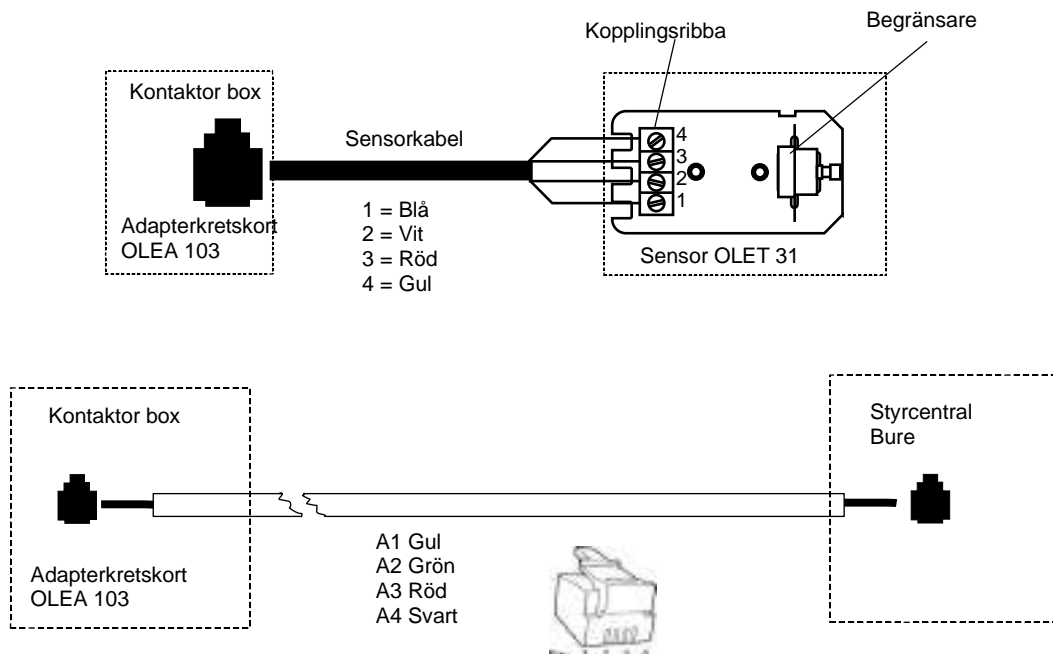 Kopplingsribba
Begränsare
Kontaktor box
Sensorkabel
4
3
2
1
Adapterkretskort
OLEA 103
1 = Blå
2 = Vit
3 = Röd
4 = Gul
Sensor OLET 31
Kontaktor box
Styrcentral
Bure
A1 Gul
A2 Grön
A3 Röd
A4 Svart
Adapterkretskort
OLEA 103